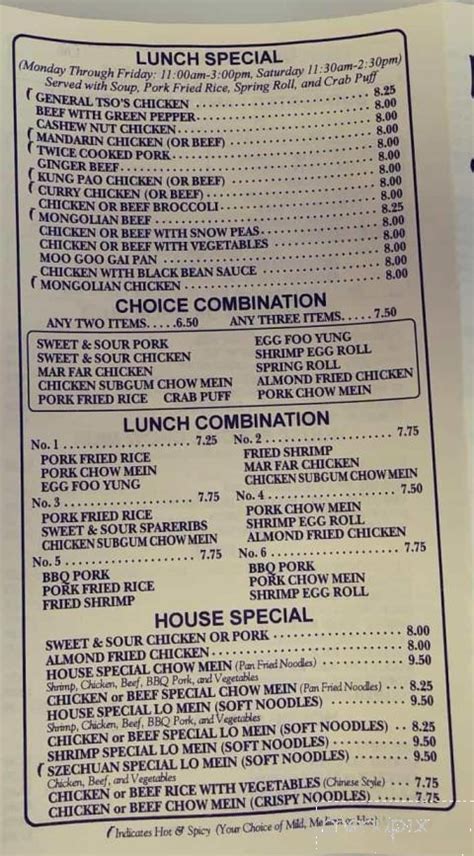 LUNCH SPECIAL
(Monday Through Friday: 11:00am-3:00pm, Saturday 11:30am-2:30pm)
Served with Soup, Pork Fried Rice, Spring Roll, and Crab Puff
( GENERAL TSO'S CHICKEN 8.25
BEEF WITH GREEN PEPPER 8.00
CASHEW NUT CHICKEN 8.00
( MANDARIN CHICKEN (OR BEEF) 8.00
( TWICE COOKED PORK 8.00
GINGER BEEF 8.00
( KUNG PAO CHICKEN (OR BEEF) 8.00
( CURRY CHICKEN (OR BEEF) 8.00
CHICKEN OR BEEF BROCCOLI 8.00
( MONGOLIAN BEEF 8.25
CHICKEN OR BEEF WITH SNOW PEAS 8.00
CHICKEN OR BEEF WITH VEGETABLES 8.00
MOO GOO GAI PAN 8.00
CHICKEN WITH BLACK BEAN SAUCE 8.00
( MONGOLIAN CHICKEN 8.00
CHOICE COMBINATION
ANY TWO ITEMS.....6.50 ANY THREE ITEMS....7.50
SWEET & SOUR PORK EGG FOO YUNG
SWEET & SOUR CHICKEN SHRIMP EGG ROLL
MAR FAR CHICKEN SPRING ROLL
CHICKEN SUBGUM CHOW MEIN ALMOND FRIED CHICKEN
PORK FRIED RICE CRAB PUFF PORK CHOW MEIN
LUNCH COMBINATION
No. 1 7.25
PORK FRIED RICE
PORK CHOW MEIN
EGG FOO YUNG
No. 2 7.75
FRIED SHRIMP
MAR FAR CHICKEN
CHICKEN SUBGUM CHOW MEIN
No. 3 7.75
PORK FRIED RICE
SWEET & SOUR SPARERIBS
CHICKEN SUBGUM CHOW MEIN
No. 4 7.50
PORK CHOW MEIN
SHRIMP EGG ROLL
ALMOND FRIED CHICKEN
No. 5 7.75
BBQ PORK
PORK FRIED RICE
FRIED SHRIMP
No. 6 7.75
BBQ PORK
PORK CHOW MEIN
SHRIMP EGG ROLL
HOUSE SPECIAL
SWEET & SOUR CHICKEN OR PORK 8.00
ALMOND FRIED CHICKEN 8.00
HOUSE SPECIAL CHOW MEIN (Pan Fried Noodles) 9.50
Shrimp, Chicken, Beef, BBQ Pork, and Vegetables
CHICKEN or BEEF SPECIAL CHOW MEIN (Pan Fried Noodles) 8.25
HOUSE SPECIAL LO MEIN (SOFT NOODLES) 9.50
Shrimp, Chicken, Beef, BBQ Pork, and Vegetables
CHICKEN or BEEF SPECIAL LO MEIN (SOFT NOODLES) 8.25
SHRIMP SPECIAL LO MEIN (SOFT NOODLES) 9.50
( SZECHUAN SPECIAL LO MEIN (SOFT NOODLES) 9.50
Chicken, Beef, and Vegetables
CHICKEN or BEEF RICE WITH VEGETABLES (Chinese Style) 7.75
CHICKEN or BEEF CHOW MEIN (CRISPY NOODLES) 7.75
( Indicates Hot & Spicy (Your Choice of Mild, Medium or Hot)